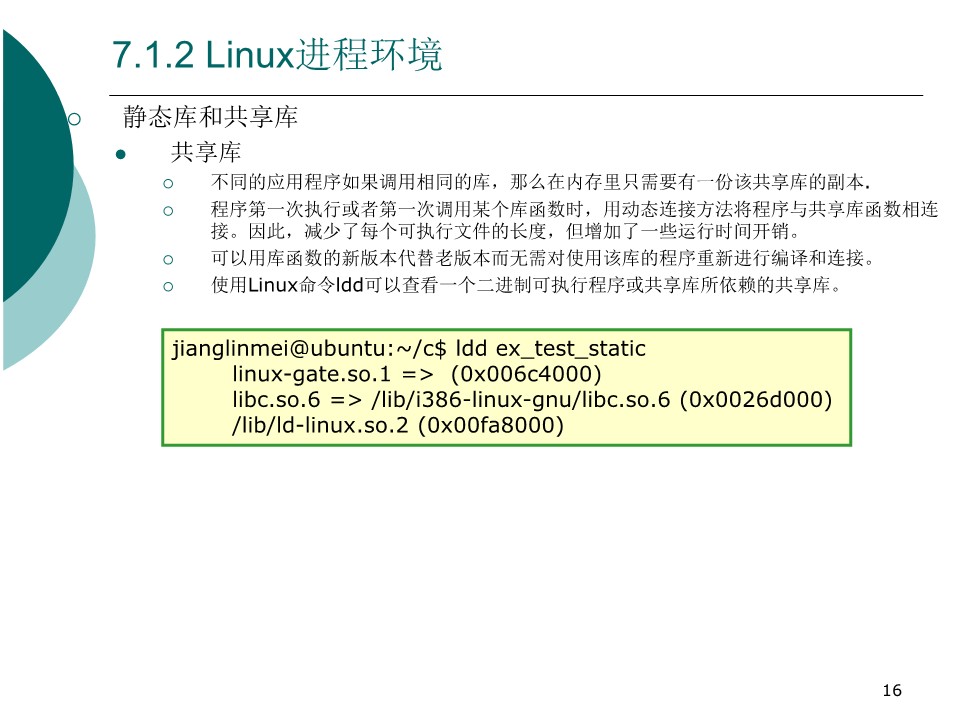 7.1.2 Linux进程环境
静态库和共享库
共享库
不同的应用程序如果调用相同的库，那么在内存里只需要有一份该共享库的副本.
程序第一次执行或者第一次调用某个库函数时，用动态连接方法将程序与共享库函数相连
接。因此，减少了每个可执行文件的长度，但增加了一些运行时间开销。
可以用库函数的新版本代替老版本而无需对使用该库的程序重新进行编译和连接。
使用Linux命令ldd可以查看一个二进制可执行程序或共享库所依赖的共享库。
jianglinmei@ubuntu:~/c$ ldd ex_test_static
linux-gate.so.1 =>  (0x006c4000)
libc.so.6 => /lib/i386-linux-gnu/libc.so.6 (0x0026d000)
/lib/ld-linux.so.2 (0x00fa8000)
16